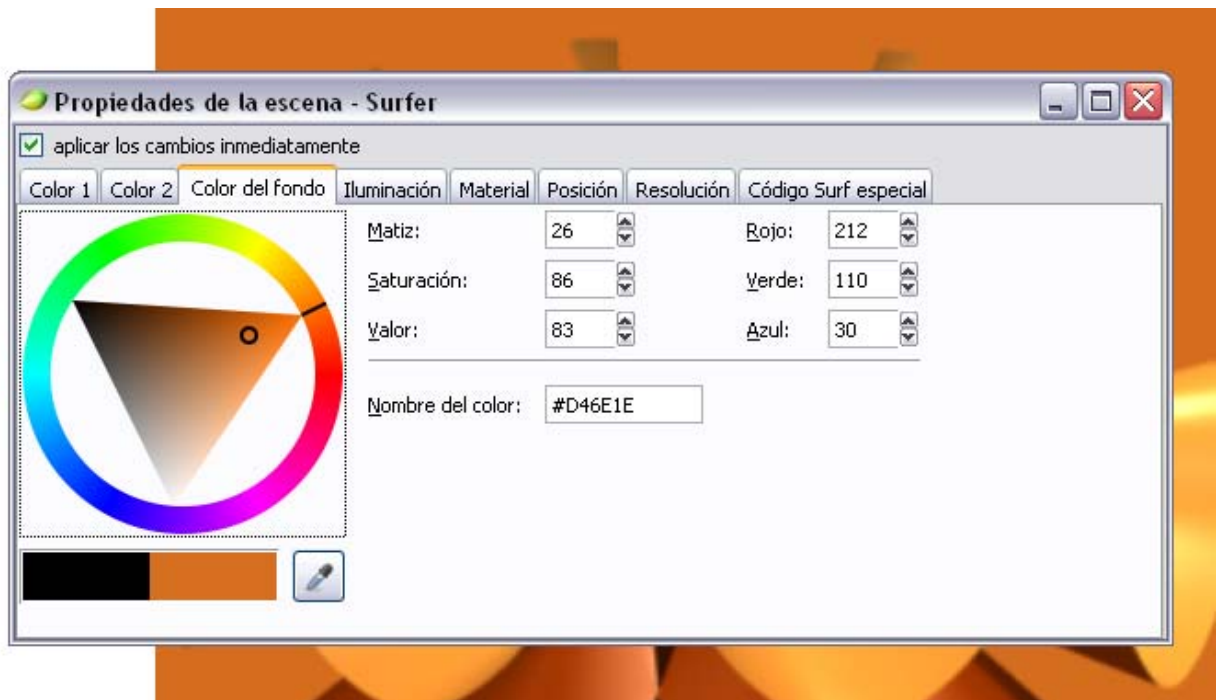 Propiedades de la escena - Surfer
aplicar los cambios inmediatamente
Color 1 Color 2 Color del fondo Iluminación Material Posición Resolución Código Surf especial
Matiz: 26 Rojo: 212
Saturación: 86 Verde: 110
Valor: 83 Azul: 30
Nombre del color: #D46E1E